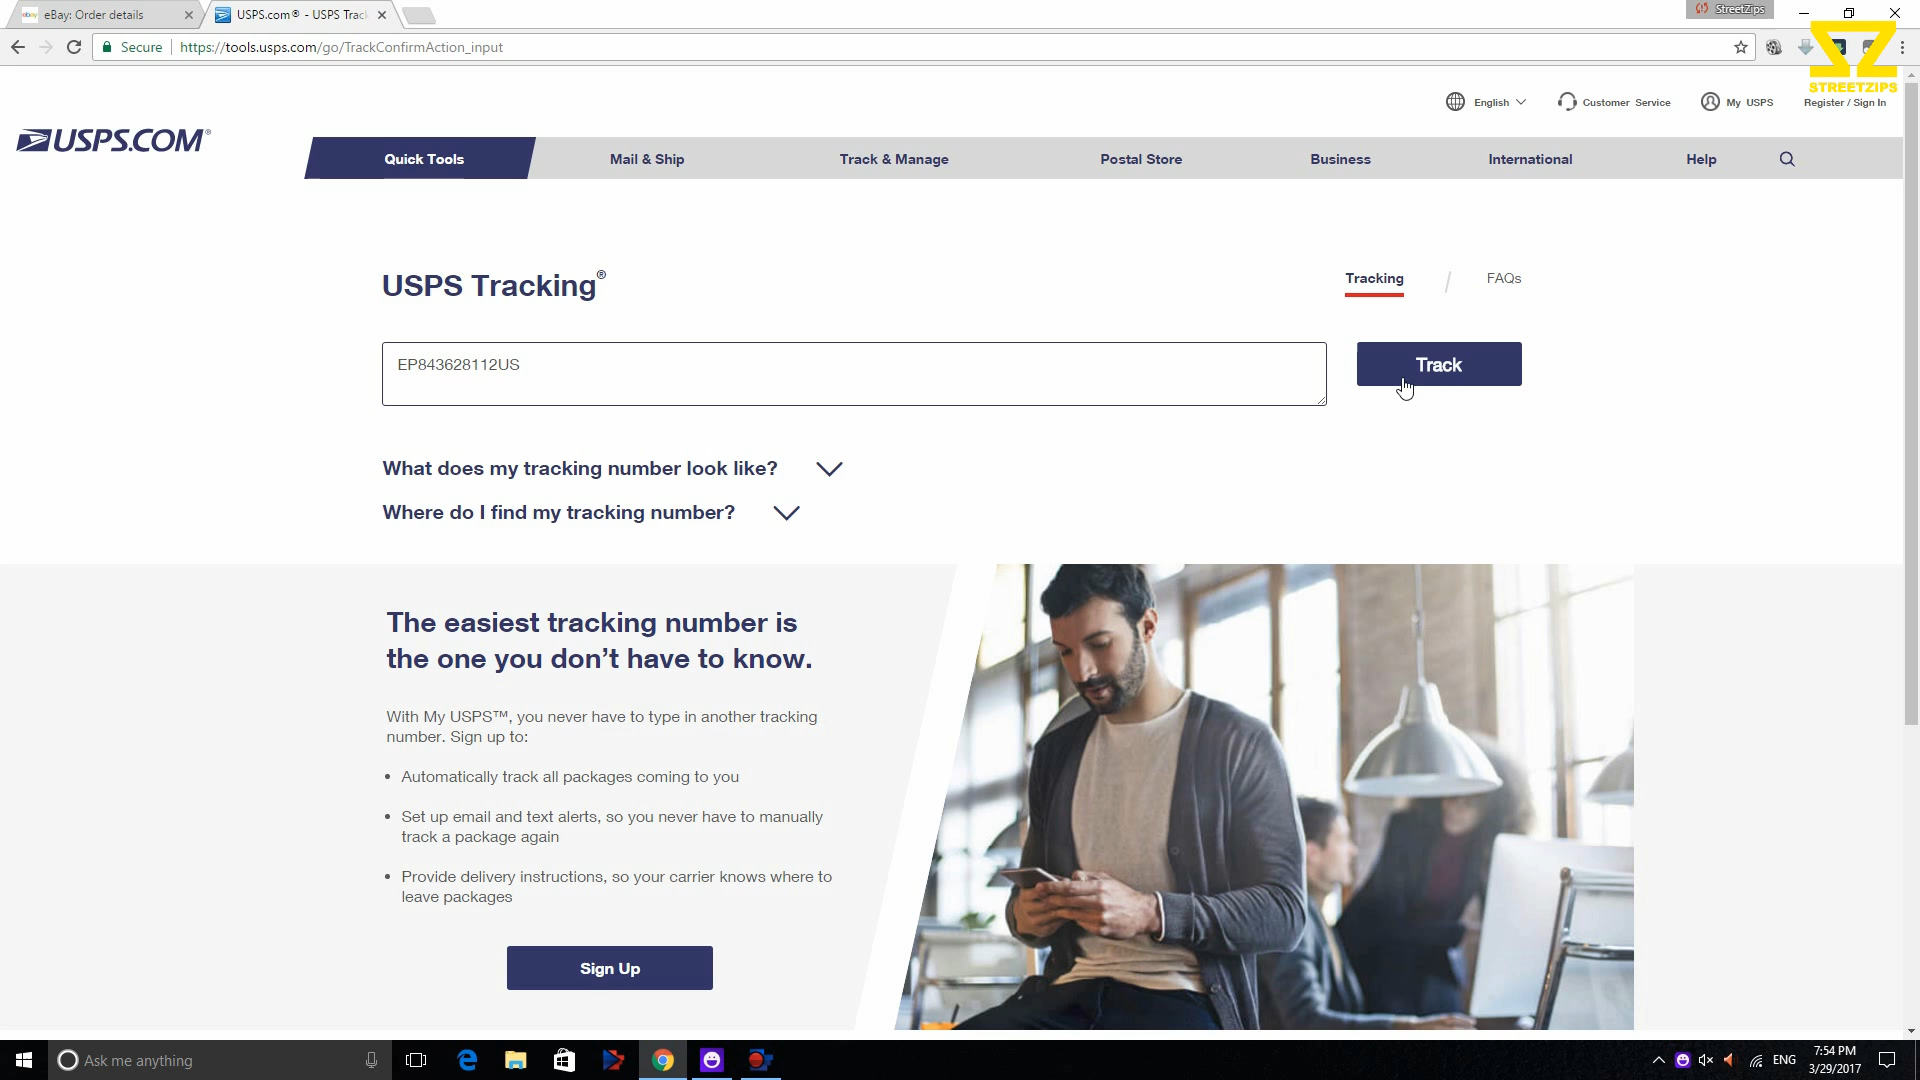 eBay: Order details
USPS.com® - USPS Trac
StreetZips
Secure
https://tools.usps.com/go/TrackConfirmAction_input
STREETZIPS
English
Customer Service
My USPS
Register / Sign In
USPS.COM®
Quick Tools
Mail & Ship
Track & Manage
Postal Store
Business
International
Help
USPS Tracking®
Tracking
FAQs
EP843628112US
Track
What does my tracking number look like?
Where do I find my tracking number?
The easiest tracking number is
the one you don’t have to know.
With My USPS™, you never have to type in another tracking
number. Sign up to:
• Automatically track all packages coming to you
• Set up email and text alerts, so you never have to manually
track a package again
• Provide delivery instructions, so your carrier knows where to
leave packages
Sign Up
Ask me anything
ENG
7:54 PM
3/29/2017